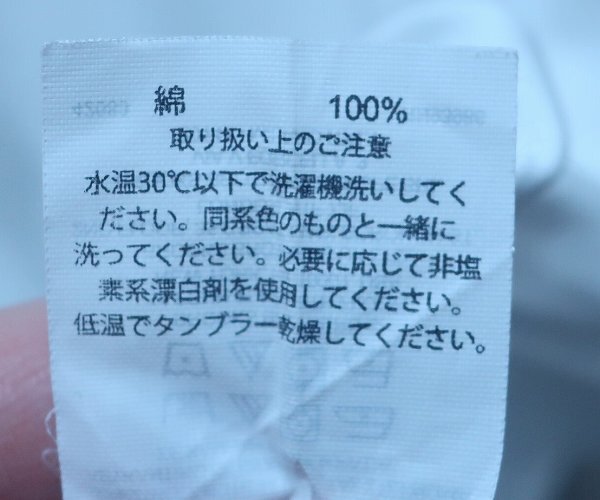 綿 100%
取り扱い上のご注意
水温30℃以下で洗濯機洗いしてく
ださい。同系色のものと一緒に
洗ってください。必要に応じて非塩
素系漂白剤を使用してください。
低温でタンブラー乾燥してください。